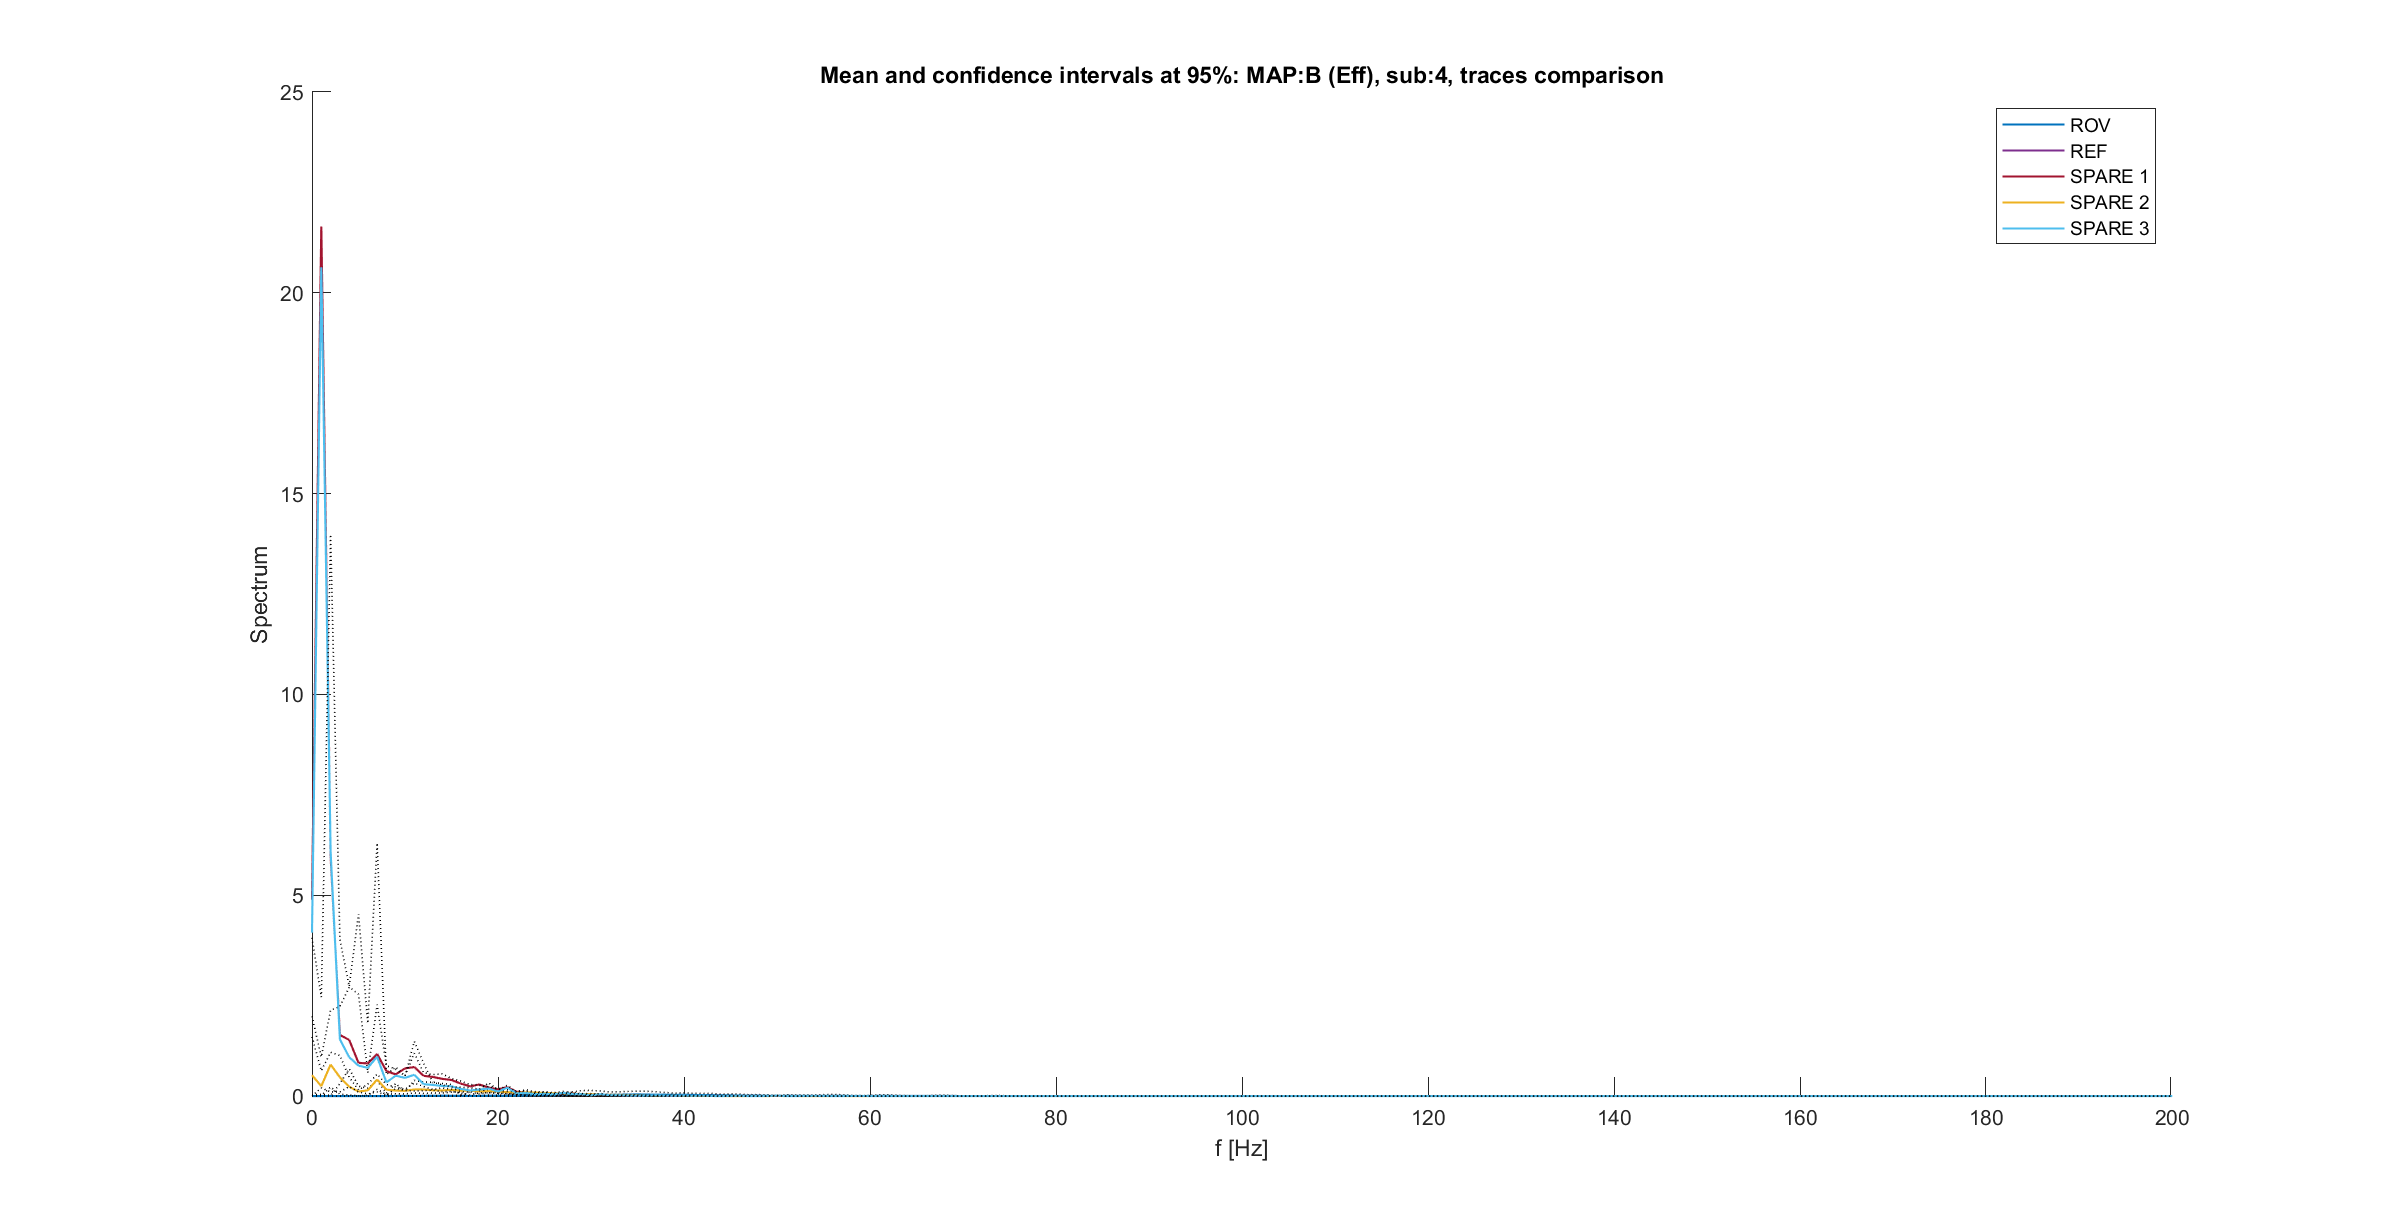 Mean and confidence intervals at 95%: MAP:B (Eff), sub:4, traces comparison
25
20
15
10
5
0
Spectrum
ROV
REF
SPARE 1
SPARE 2
SPARE 3
0 20 40 60 80 100 120 140 160 180 200
f [Hz]